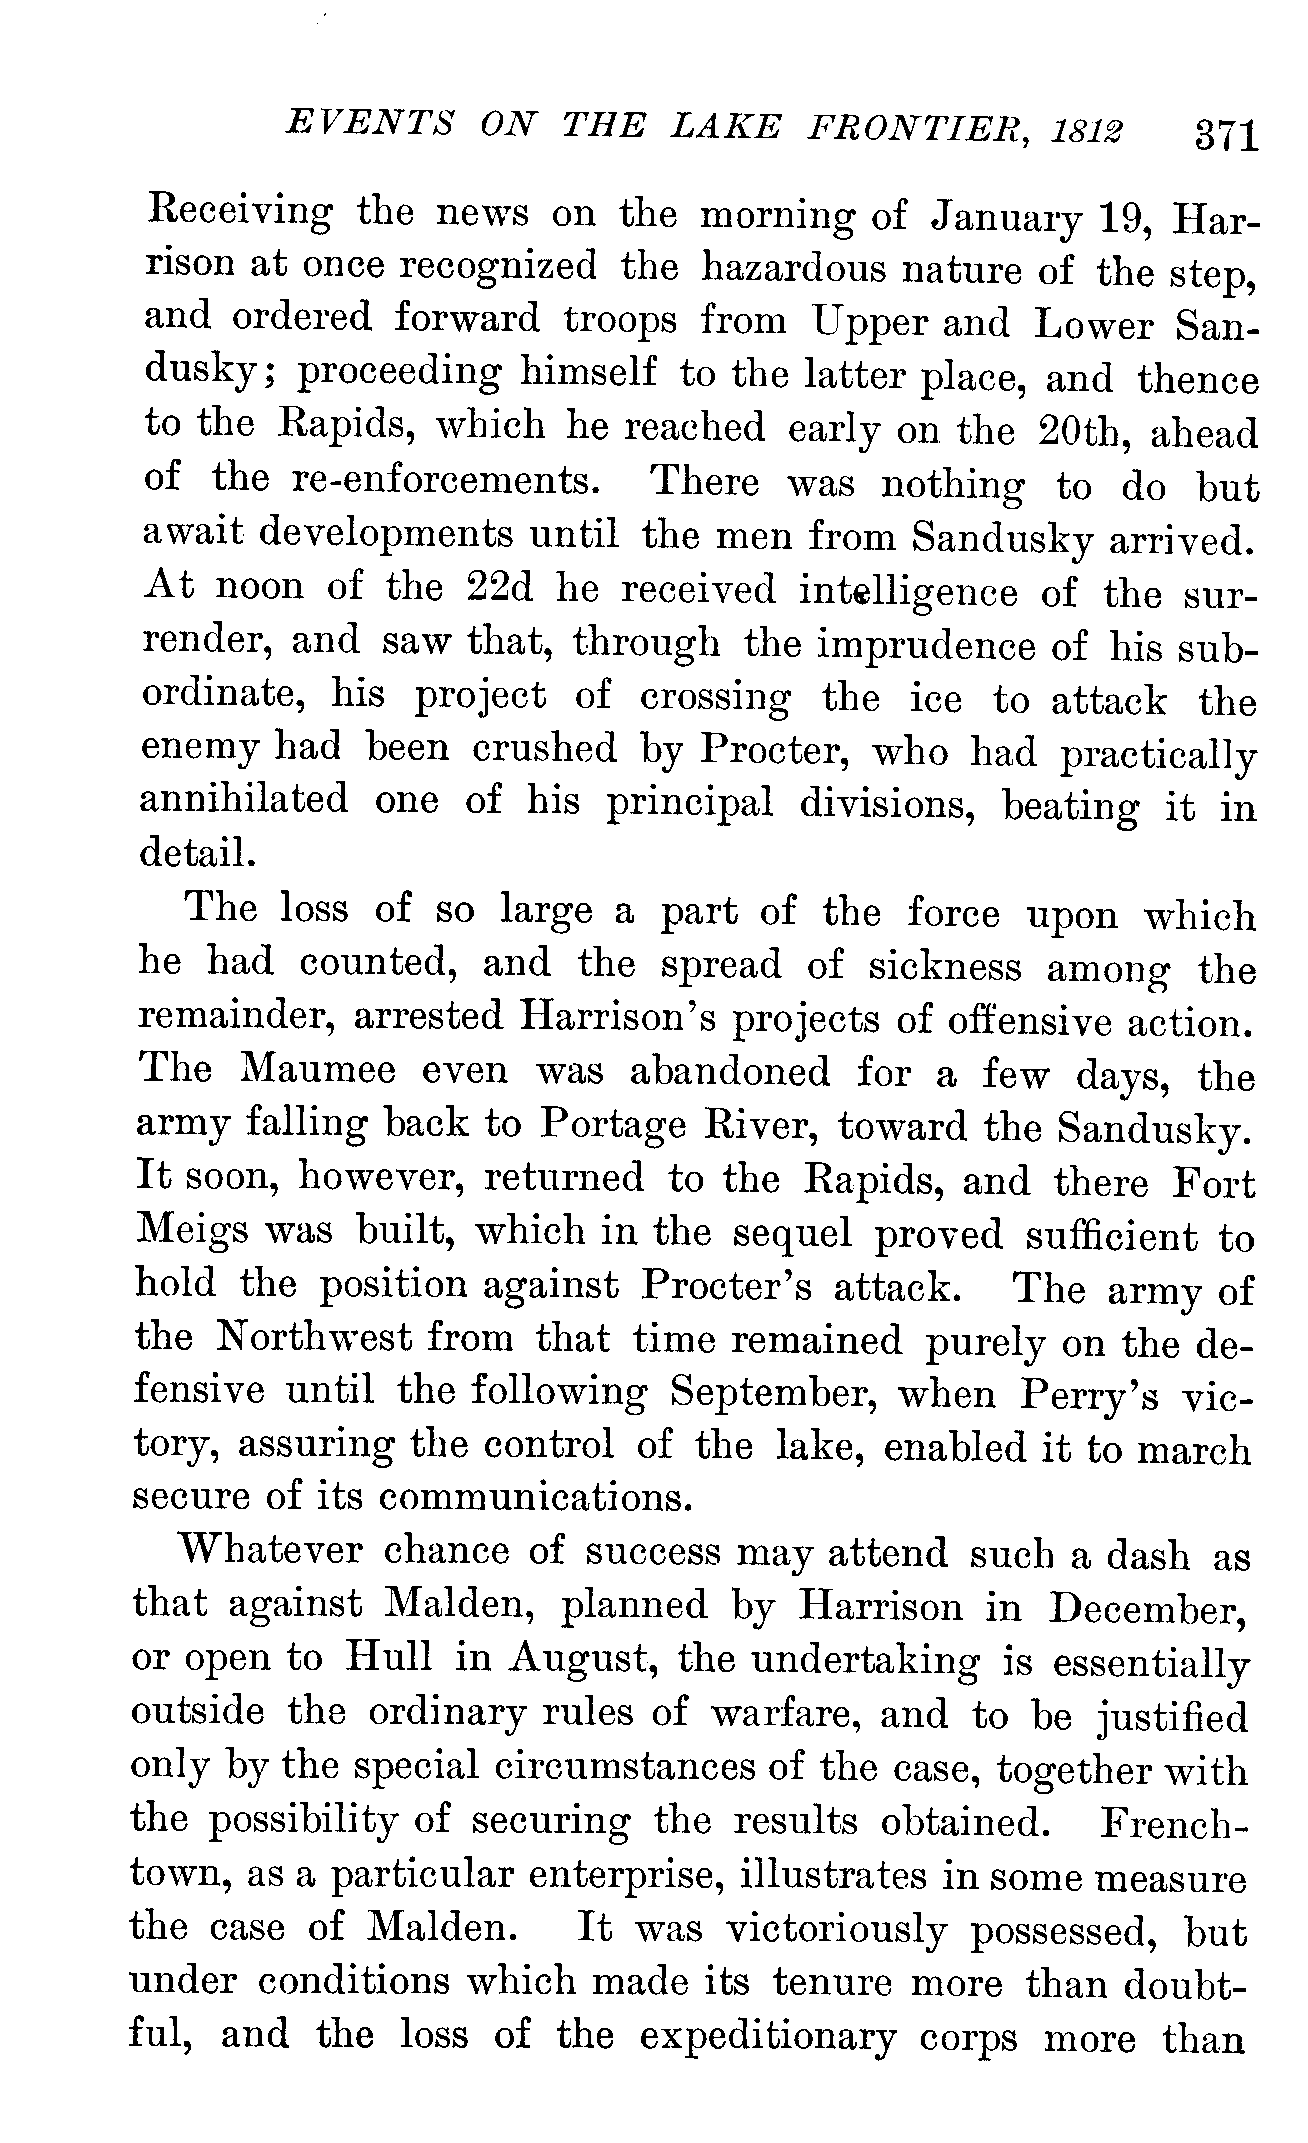 EVENTS ON THE LAKE FRONTIER, 1812 371
Receiving the news on the morning of January 19, Har-
rison at once recognized the hazardous nature of the step,
and ordered forward troops from Upper and Lower San-
dusky; proceeding himself to the latter place, and thence
to the Rapids, which he reached early on the 20th, ahead
of the re-enforcements. There was nothing to do but
await developments until the men from Sandusky arrived.
At noon of the 22d he received intelligence of the sur-
render, and saw that, through the imprudence of his sub-
ordinate, his project of crossing the ice to attack the
enemy had been crushed by Procter, who had practically
annihilated one of his principal divisions, beating it in
detail.
The loss of so large a part of the force upon which
he had counted, and the spread of sickness among the
remainder, arrested Harrison's projects of offensive action.
The Maumee even was abandoned for a few days, the
army falling back to Portage River, toward the Sandusky.
It soon, however, returned to the Rapids, and there Fort
Meigs was built, which in the sequel proved sufficient to
hold the position against Procter's attack. The army of
the Northwest from that time remained purely on the de-
fensive until the following September, when Perry's vic-
tory, assuring the control of the lake, enabled it to march
secure of its communications.
Whatever chance of success may attend such a dash as
that against Malden, planned by Harrison in December,
or open to Hull in August, the undertaking is essentially
outside the ordinary rules of warfare, and to be justified
only by the special circumstances of the case, together with
the possibility of securing the results obtained. French-
town, as a particular enterprise, illustrates in some measure
the case of Malden. It was victoriously possessed, but
under conditions which made its tenure more than doubt-
ful, and the loss of the expeditionary corps more than